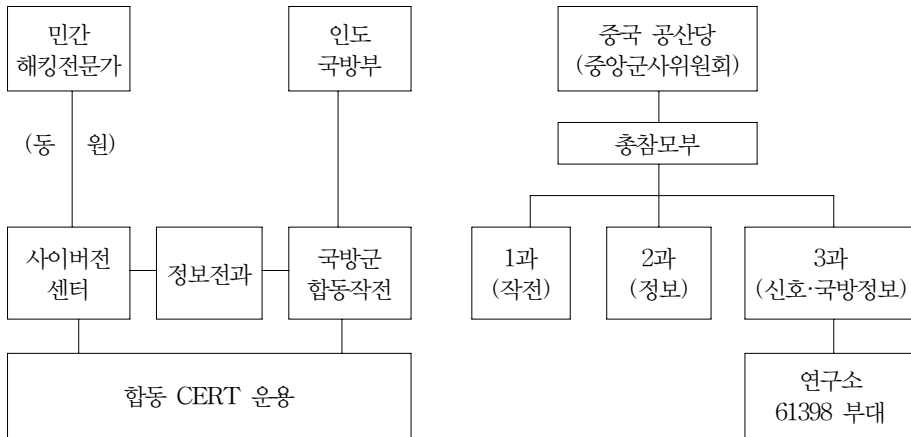 민간
해킹전문가
인도
국방부
중국 공산당
(중앙군사위원회)
(동 원)
총참모부
사이버전
센터
정보전과
국방군
합동작전
1과
(작전)
2과
(정보)
3과
(신호·국방정보)
합동 CERT 운용
연구소
61398 부대